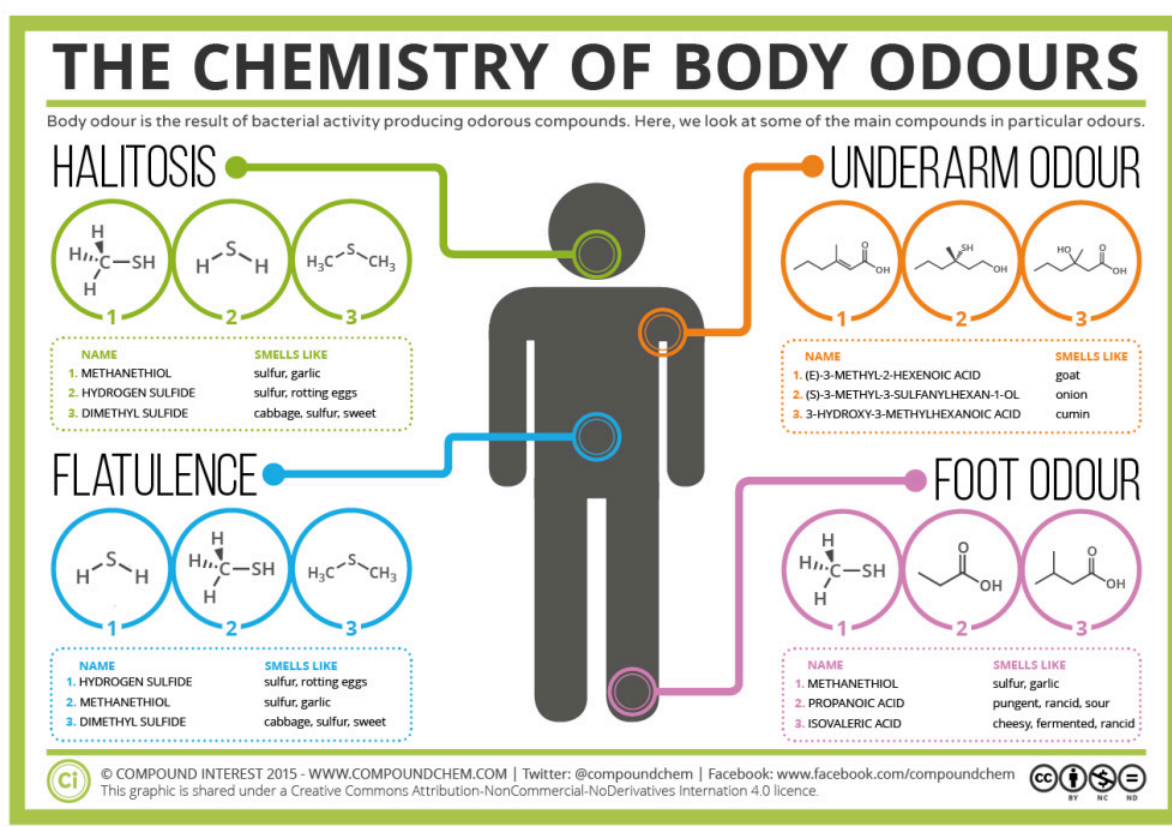 THE CHEMISTRY OF BODY ODOURS
Body odour is the result of bacterial activity producing odorous compounds. Here, we look at some of the main compounds in particular odours.
HALITOSIS
H
H
C
SH
H
1
S
H
H
2
H3C
S
CH3
3
NAME SMELLS LIKE
1. METHANETHIOL sulfur, garlic
2. HYDROGEN SULFIDE sulfur, rotting eggs
3. DIMETHYL SULFIDE cabbage, sulfur, sweet
UNDERARM ODOUR
O
OH
1
SH
OH
2
HO
O
OH
3
NAME SMELLS LIKE
1. (E)-3-METHYL-2-HEXENOIC ACID goat
2. (S)-3-METHYL-3-SULFANYLHEXAN-1-OL onion
3. 3-HYDROXY-3-METHYLHEXANOIC ACID cumin
FLATULENCE
S
H
H
1
H
H
C
SH
H
2
H3C
S
CH3
3
NAME SMELLS LIKE
1. HYDROGEN SULFIDE sulfur, rotting eggs
2. METHANETHIOL sulfur, garlic
3. DIMETHYL SULFIDE cabbage, sulfur, sweet
FOOT ODOUR
H
H
C
SH
H
1
O
OH
2
O
OH
3
NAME SMELLS LIKE
1. METHANETHIOL sulfur, garlic
2. PROPANOIC ACID pungent, rancid, sour
3. ISOVALERIC ACID cheesy, fermented, rancid
Ci
© COMPOUND INTEREST 2015 - WWW.COMPOUNDCHEM.COM | Twitter: @compoundchem | Facebook: www.facebook.com/compoundchem
This graphic is shared under a Creative Commons Attribution-NonCommercial-NoDerivatives Internation 4.0 licence.
cc
BY NC ND